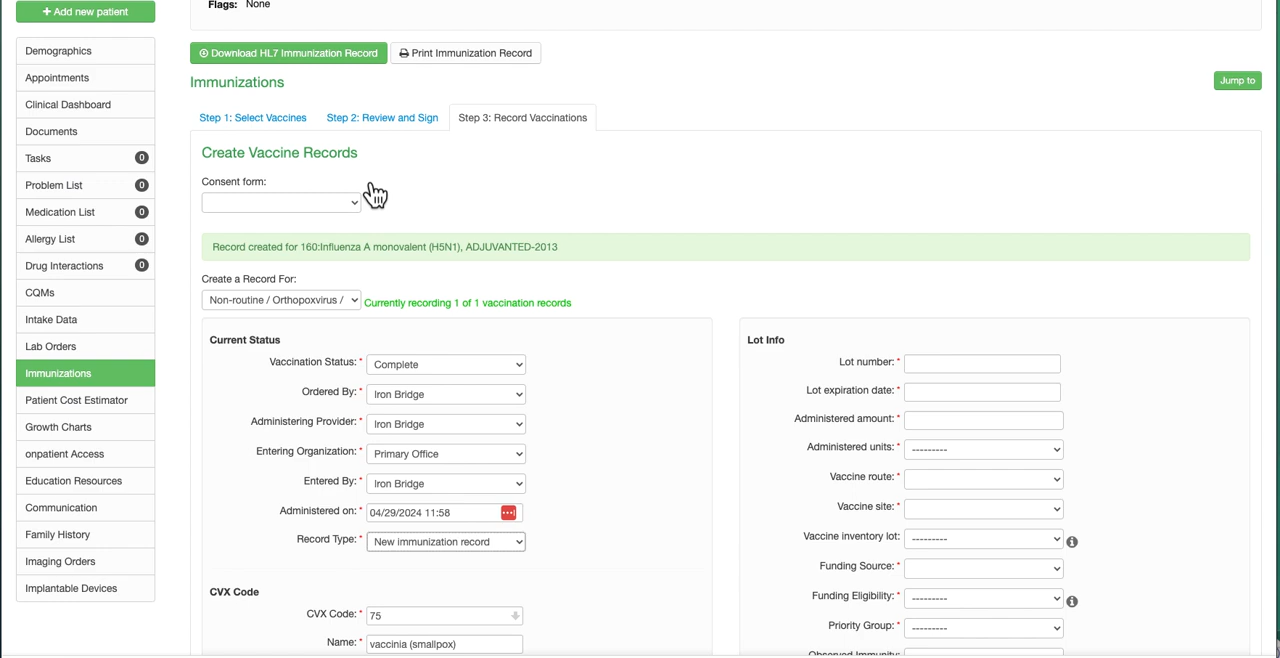 Flags: None
+ Add new patient
Download HL7 Immunization Record
Print Immunization Record
Immunizations
Jump to
Demographics
Appointments
Clinical Dashboard
Documents
Tasks 0
Problem List 0
Medication List 0
Allergy List 0
Drug Interactions 0
CQMs
Intake Data
Lab Orders
Immunizations
Patient Cost Estimator
Growth Charts
onpatient Access
Education Resources
Communication
Family History
Imaging Orders
Implantable Devices
Step 1: Select Vaccines
Step 2: Review and Sign
Step 3: Record Vaccinations
Create Vaccine Records
Consent form:
Record created for 160:Influenza A monovalent (H5N1), ADJUVANTED-2013
Create a Record For:
Non-routine / Orthopoxvirus /
Currently recording 1 of 1 vaccination records
Current Status
Vaccination Status:* Complete
Ordered By:* Iron Bridge
Administering Provider:* Iron Bridge
Entering Organization:* Primary Office
Entered By:* Iron Bridge
Administered on:* 04/29/2024 11:58
Record Type:* New immunization record
CVX Code
CVX Code:* 75
Name:* vaccinia (smallpox)
Lot Info
Lot number:*
Lot expiration date:*
Administered amount:*
Administered units:* ---------
Vaccine route:*
Vaccine site:*
Vaccine inventory lot: ---------
Funding Source:*
Funding Eligibility:* ---------
Priority Group:* ---------
Observed Immunity: